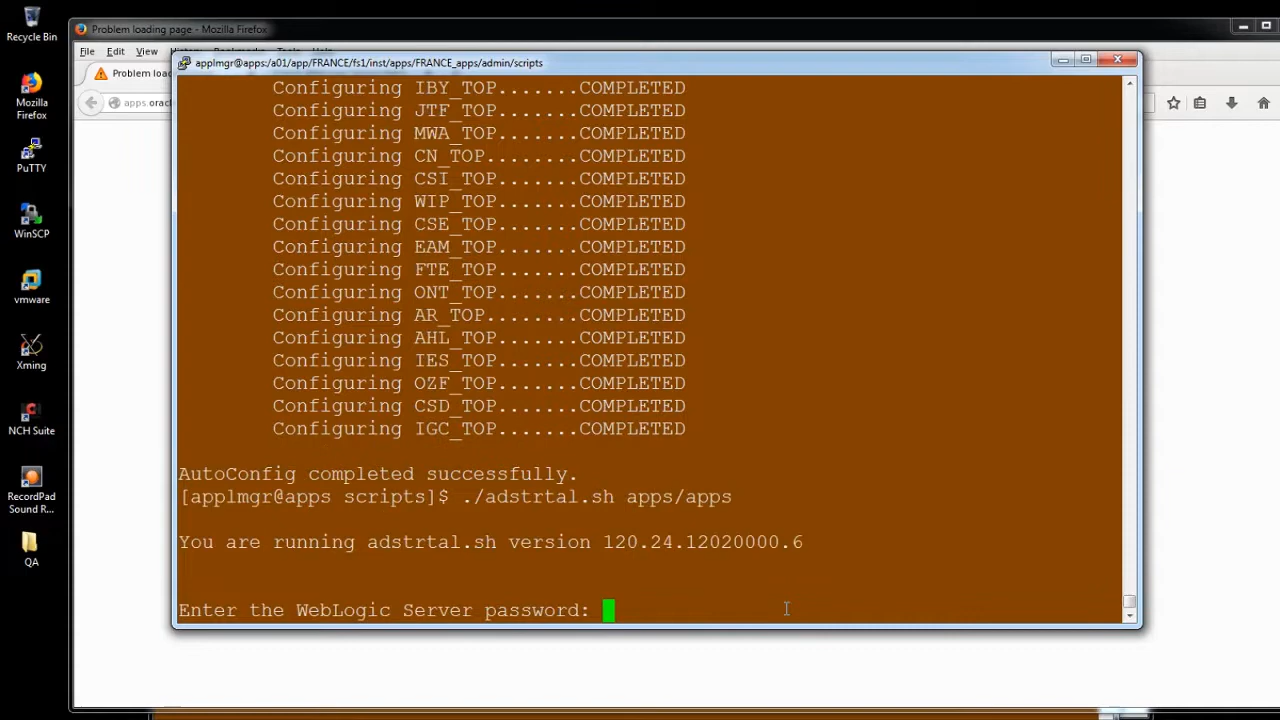 Recycle Bin
Mozilla
Firefox
PuTTY
WinSCP
vmware
Xming
NCH Suite
RecordPad
Sound R...
QA
Problem loading page - Mozilla Firefox
File Edit View
Problem load
apps.orac
applmgr@apps:a01/app/FRANCE/fs1/inst/apps/FRANCE_apps/admin/scripts
Configuring IBY_TOP.......COMPLETED
Configuring JTF_TOP.......COMPLETED
Configuring MWA_TOP.......COMPLETED
Configuring CN_TOP........COMPLETED
Configuring CSI_TOP.......COMPLETED
Configuring WIP_TOP.......COMPLETED
Configuring CSE_TOP.......COMPLETED
Configuring EAM_TOP.......COMPLETED
Configuring FTE_TOP.......COMPLETED
Configuring ONT_TOP.......COMPLETED
Configuring AR_TOP........COMPLETED
Configuring AHL_TOP.......COMPLETED
Configuring IES_TOP.......COMPLETED
Configuring OZF_TOP.......COMPLETED
Configuring CSD_TOP.......COMPLETED
Configuring IGC_TOP.......COMPLETED
AutoConfig completed successfully.
[applmgr@apps scripts]$ ./adstrtal.sh apps/apps
You are running adstrtal.sh version 120.24.12020000.6
Enter the WebLogic Server password: